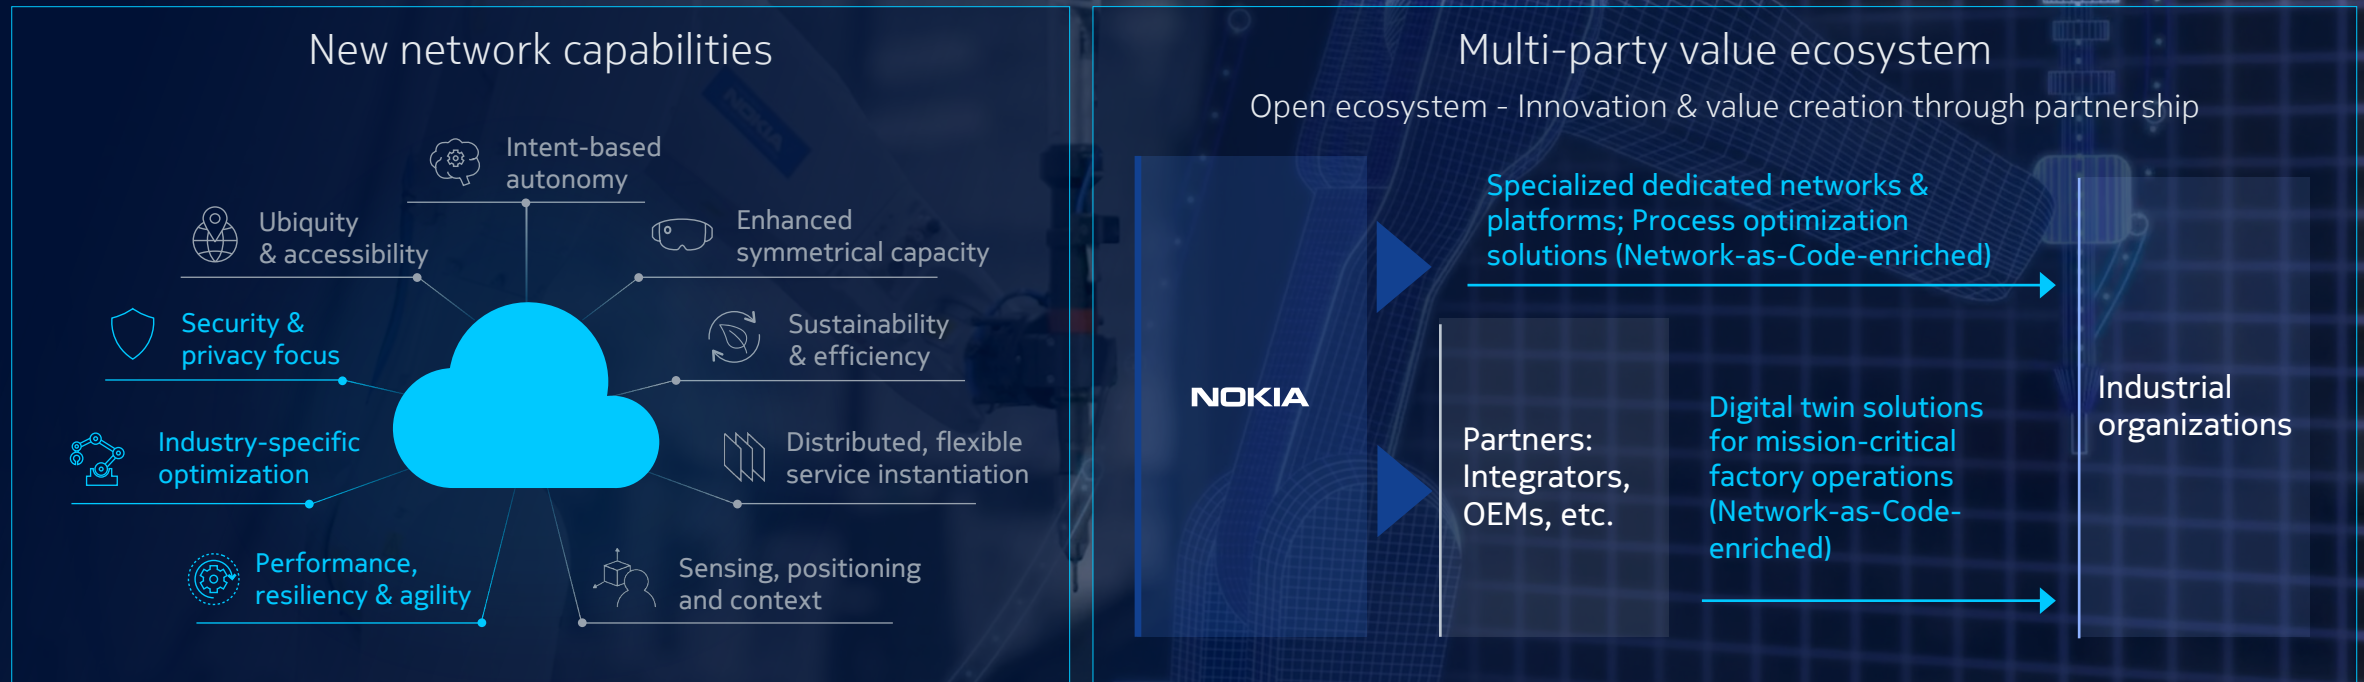 New network capabilities
Intent-based
autonomy
Ubiquity
& accessibility
Enhanced
symmetrical capacity
Security &
privacy focus
Sustainability
& efficiency
Industry-specific
optimization
Distributed, flexible
service instantiation
Performance,
resiliency & agility
Sensing, positioning
and context
NOKIA
Multi-party value ecosystem
Open ecosystem - Innovation & value creation through partnership
NOKIA
Specialized dedicated networks &
platforms; Process optimization
solutions (Network-as-Code-enriched)
Partners:
Integrators,
OEMs, etc.
Digital twin solutions
for mission-critical
factory operations
(Network-as-Code-
enriched)
Industrial
organizations